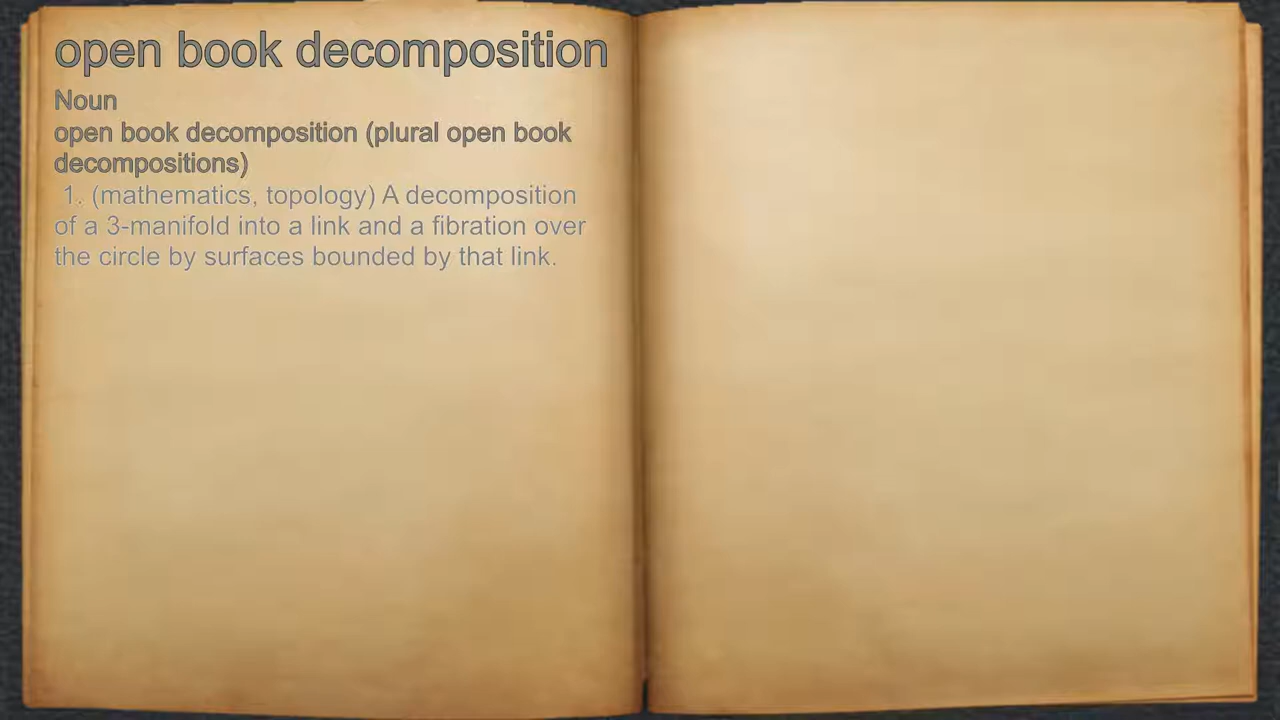 open book decomposition
Noun
open book decomposition (plural open book
decompositions)
1. (mathematics, topology) A decomposition
of a 3-manifold into a link and a fibration over
the circle by surfaces bounded by that link.